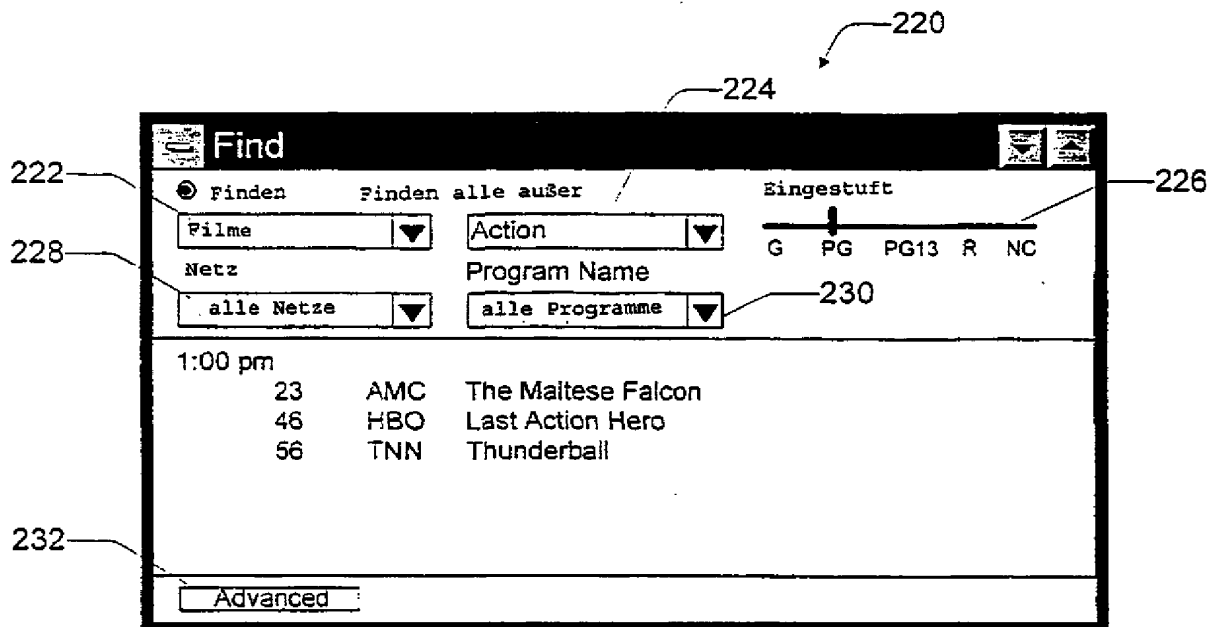 220
224
Find
222
Finden Finden alle außer Eingestuft
226
Filme Action
G PG PG13 R NC
228
Netz Program Name
alle Netze alle Programme
230
1:00 pm
23 AMC The Maltese Falcon
46 HBO Last Action Hero
56 TNN Thunderball
232
Advanced